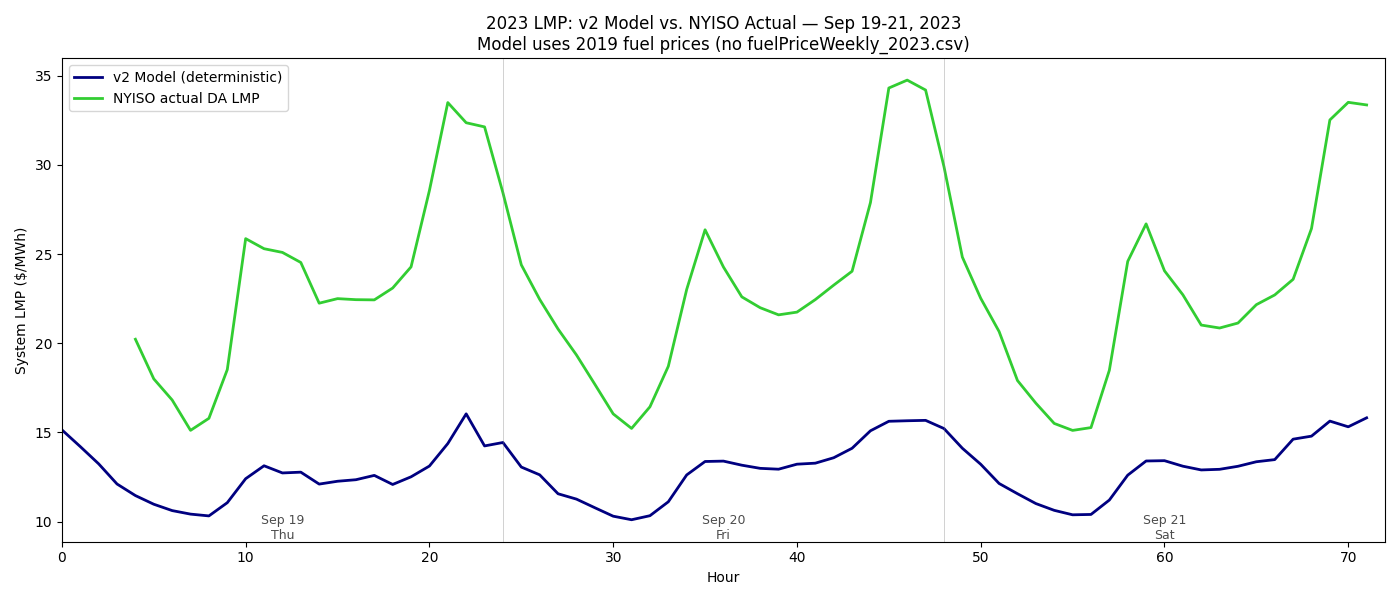 2023 LMP: v2 Model vs. NYISO Actual — Sep 19-21, 2023
Model uses 2019 fuel prices (no fuelPriceWeekly_2023.csv)
v2 Model (deterministic)
NYISO actual DA LMP
System LMP ($/MWh)
35
30
25
20
15
10
Sep 19
Thu
Sep 20
Fri
Sep 21
Sat
0 10 20 30 40 50 60 70
Hour